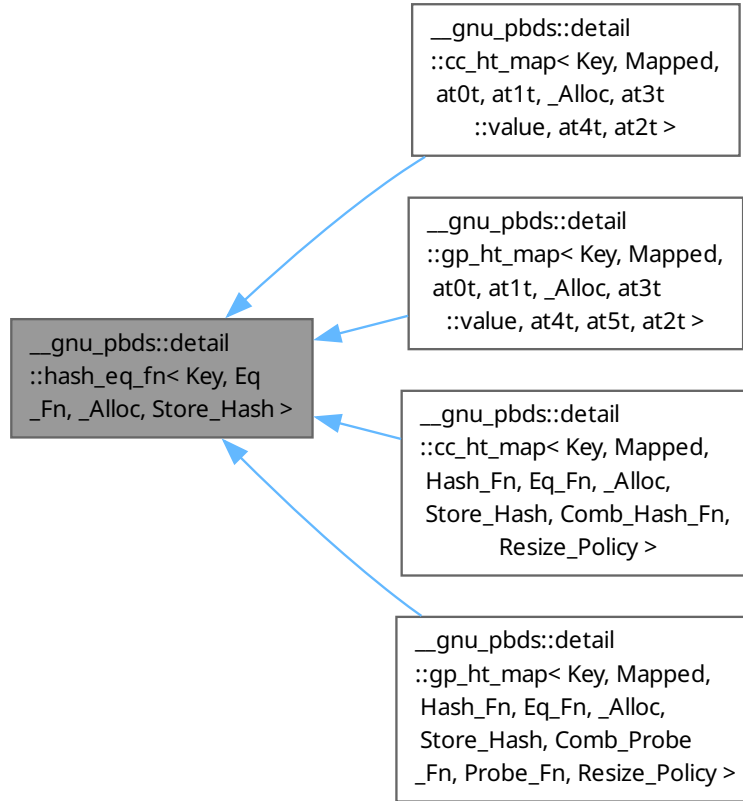 __gnu_pbds::detail
::cc_ht_map< Key, Mapped,
at0t, at1t, _Alloc, at3t
::value, at4t, at2t >
__gnu_pbds::detail
::gp_ht_map< Key, Mapped,
at0t, at1t, _Alloc, at3t
::value, at4t, at5t, at2t >
__gnu_pbds::detail
::hash_eq_fn< Key, Eq
_Fn, _Alloc, Store_Hash >
__gnu_pbds::detail
::cc_ht_map< Key, Mapped,
Hash_Fn, Eq_Fn, _Alloc,
Store_Hash, Comb_Hash_Fn,
Resize_Policy >
__gnu_pbds::detail
::gp_ht_map< Key, Mapped,
Hash_Fn, Eq_Fn, _Alloc,
Store_Hash, Comb_Probe
_Fn, Probe_Fn, Resize_Policy >